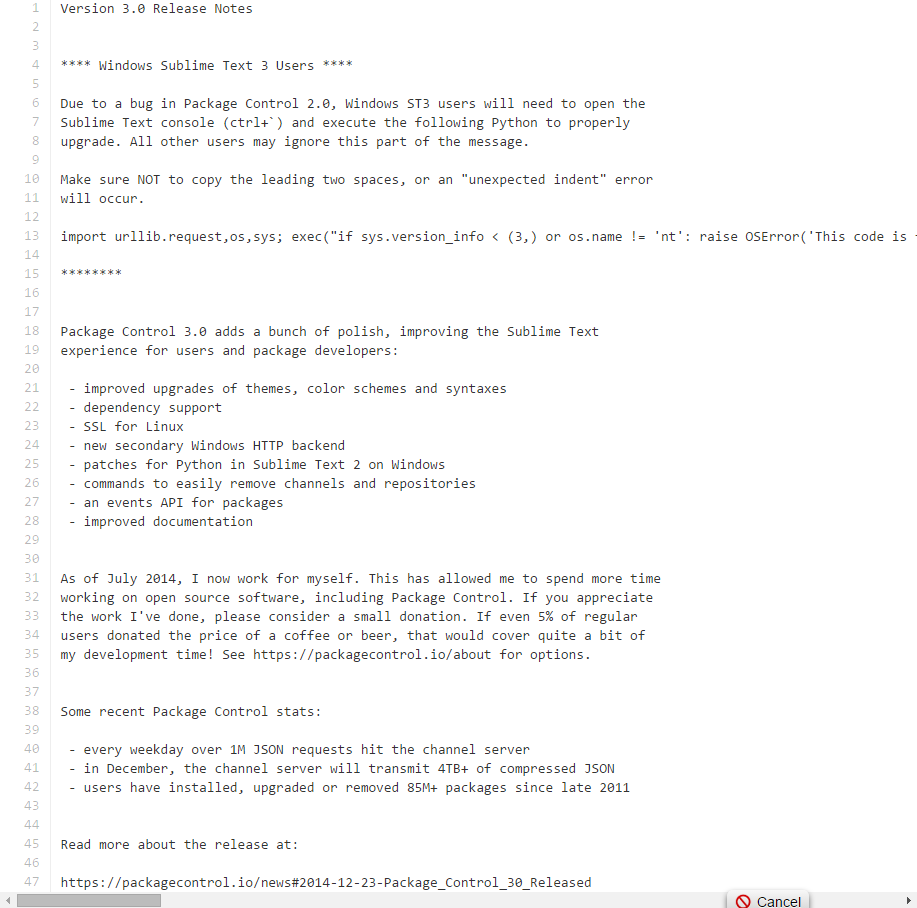 1 Version 3.0 Release Notes
2
3
4 **** Windows Sublime Text 3 Users ****
5
6 Due to a bug in Package Control 2.0, Windows ST3 users will need to open the
7 Sublime Text console (ctrl+`) and execute the following Python to properly
8 upgrade. All other users may ignore this part of the message.
9
10 Make sure NOT to copy the leading two spaces, or an "unexpected indent" error
11 will occur.
12
13 import urllib.request,os,sys; exec("if sys.version_info < (3,) or os.name != 'nt': raise OSError('This code is
14
15 ********
16
17
18 Package Control 3.0 adds a bunch of polish, improving the Sublime Text
19 experience for users and package developers:
20
21 - improved upgrades of themes, color schemes and syntaxes
22 - dependency support
23 - SSL for Linux
24 - new secondary Windows HTTP backend
25 - patches for Python in Sublime Text 2 on Windows
26 - commands to easily remove channels and repositories
27 - an events API for packages
28 - improved documentation
29
30
31 As of July 2014, I now work for myself. This has allowed me to spend more time
32 working on open source software, including Package Control. If you appreciate
33 the work I've done, please consider a small donation. If even 5% of regular
34 users donated the price of a coffee or beer, that would cover quite a bit of
35 my development time! See https://packagecontrol.io/about for options.
36
37
38 Some recent Package Control stats:
39
40 - every weekday over 1M JSON requests hit the channel server
41 - in December, the channel server will transmit 4TB+ of compressed JSON
42 - users have installed, upgraded or removed 85M+ packages since late 2011
43
44
45 Read more about the release at:
46
47 https://packagecontrol.io/news#2014-12-23-Package_Control_30_Released
Cancel